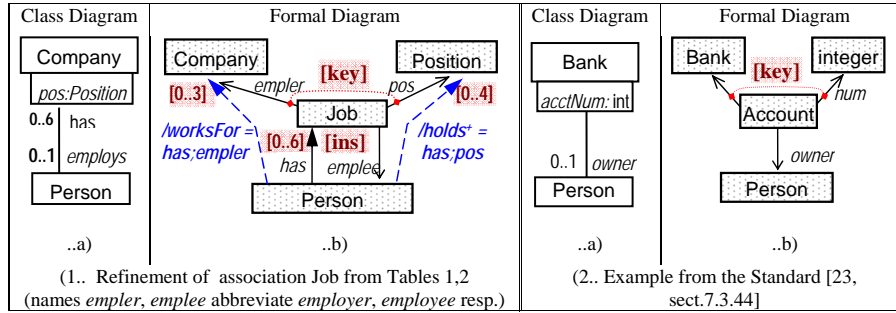 Class Diagram
Formal Diagram
Company
pos:Position
0..6 has
0..1 employs
Person
..a)
Company
Position
empler
[key]
pos
[0..3]
[0..4]
Job
/worksFor =
has;empler
[0..6]
[ins]
/holds+ =
has;pos
has
emplee
Person
..b)
(1.. Refinement of association Job from Tables 1,2
(names empler, emplee abbreviate employer, employee resp.)
Class Diagram
Formal Diagram
Bank
acctNum: int
0..1
owner
Person
..a)
Bank
integer
[key]
num
Account
owner
Person
..b)
(2.. Example from the Standard [23,
sect.7.3.44]